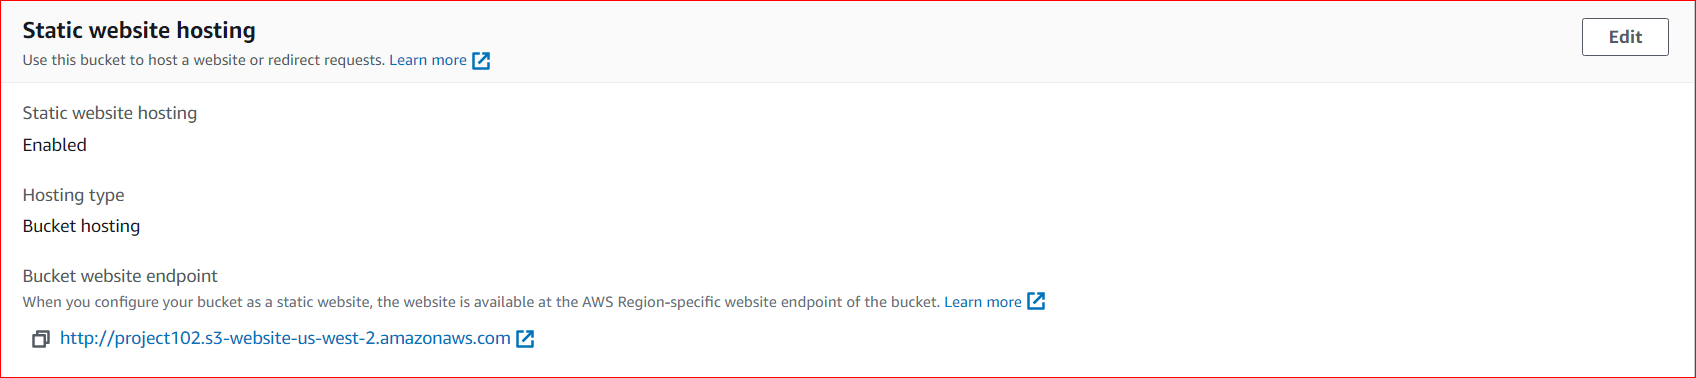 Static website hosting
Edit
Use this bucket to host a website or redirect requests. Learn more
Static website hosting
Enabled
Hosting type
Bucket hosting
Bucket website endpoint
When you configure your bucket as a static website, the website is available at the AWS Region-specific website endpoint of the bucket. Learn more
http://project102.s3-website-us-west-2.amazonaws.com